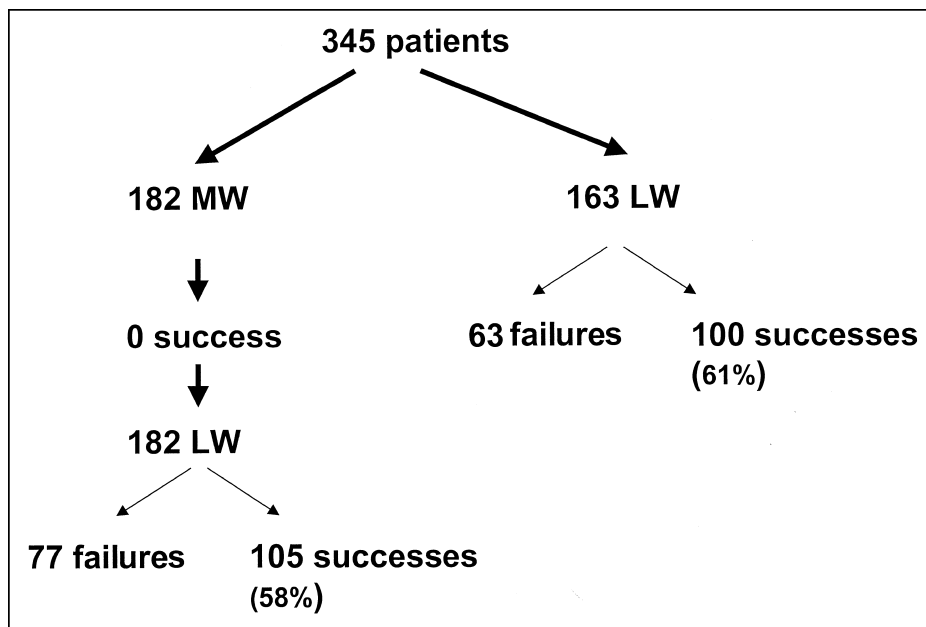 345 patients
182 MW
163 LW
0 success
63 failures
100 successes
(61%)
182 LW
77 failures
105 successes
(58%)